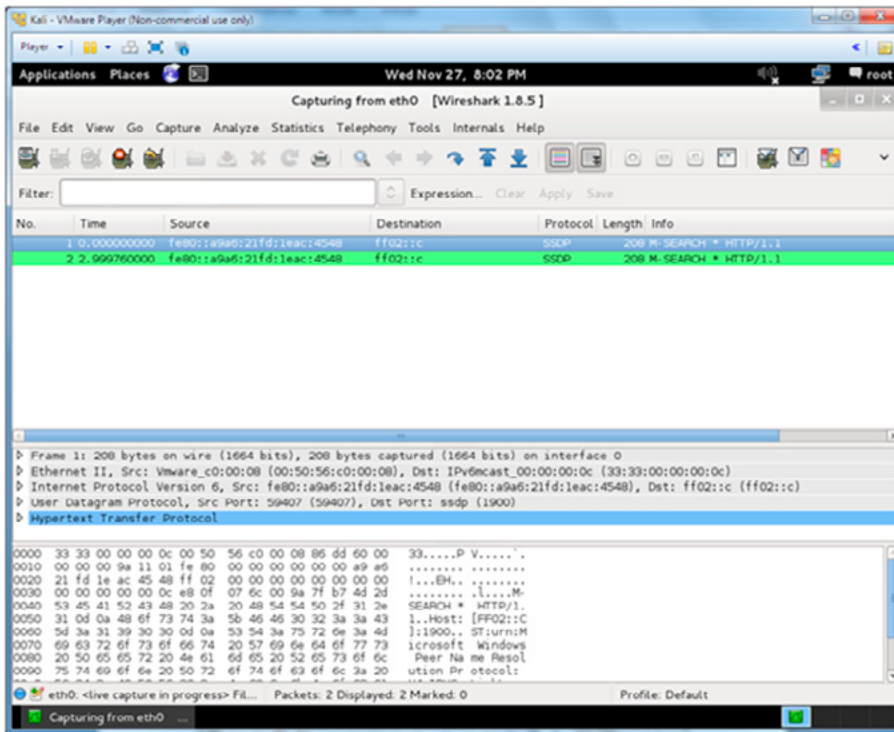 Kali - VMware Player (Non-commercial use only)
Player
Applications Places Wed Nov 27, 8:02 PM root
Capturing from eth0 [Wireshark 1.8.5 ]
File Edit View Go Capture Analyze Statistics Telephony Tools Internals Help
Filter: Expression... Clear Apply Save
No. Time Source Destination Protocol Length Info
1 0.000000000 fe80::a9a6:21fd:1eac:4548 ff02::c SSDP 208 M-SEARCH * HTTP/1.1
2 2.999760000 fe80::a9a6:21fd:1eac:4548 ff02::c SSDP 208 M-SEARCH * HTTP/1.1
Frame 1: 208 bytes on wire (1664 bits), 208 bytes captured (1664 bits) on interface 0
Ethernet II, Src: Vmware_c0:00:08 (00:50:56:c0:00:08), Dst: IPv6mcast_00:00:00:0c (33:33:00:00:00:0c)
Internet Protocol Version 6, Src: fe80::a9a6:21fd:1eac:4548 (fe80::a9a6:21fd:1eac:4548), Dst: ff02::c (ff02::c)
User Datagram Protocol, Src Port: 59407 (59407), Dst Port: ssdp (1900)
Hypertext Transfer Protocol
0000 33 33 00 00 00 0c 00 50 56 c0 00 08 86 dd 60 00 33.....P V.....`.
0010 00 00 00 9a 11 01 fe 80 00 00 00 00 00 00 a9 a6 ........ ........
0020 21 fd 1e ac 45 48 ff 02 00 00 00 00 00 00 00 00 !...EH.. ........
0030 00 00 00 00 00 0c e8 0f 07 6c 00 9a 7f b7 4d 2d ........ .l....M-
0040 53 45 41 52 43 48 20 2a 20 48 54 54 50 2f 31 2e SEARCH * HTTP/1.
0050 31 0d 0a 48 6f 73 74 3a 5b 46 46 30 32 3a 3a 43 1..Host: [FF02::C
0060 5d 3a 31 39 30 30 0d 0a 53 54 3a 75 72 6e 3a 4d ]:1900.. ST:urn:M
0070 69 63 72 6f 73 6f 66 74 20 57 69 6e 64 6f 77 73 icrosoft Windows
0080 20 50 65 65 72 20 4e 61 6d 65 20 52 65 73 6f 6c Peer Na me Resol
0090 75 74 69 6f 6e 20 50 72 6f 74 6f 63 6f 6c 3a 20 ution Pr otocol:
eth0: <live capture in progress> Fil... Packets: 2 Displayed: 2 Marked: 0 Profile: Default
Capturing from eth0 ...